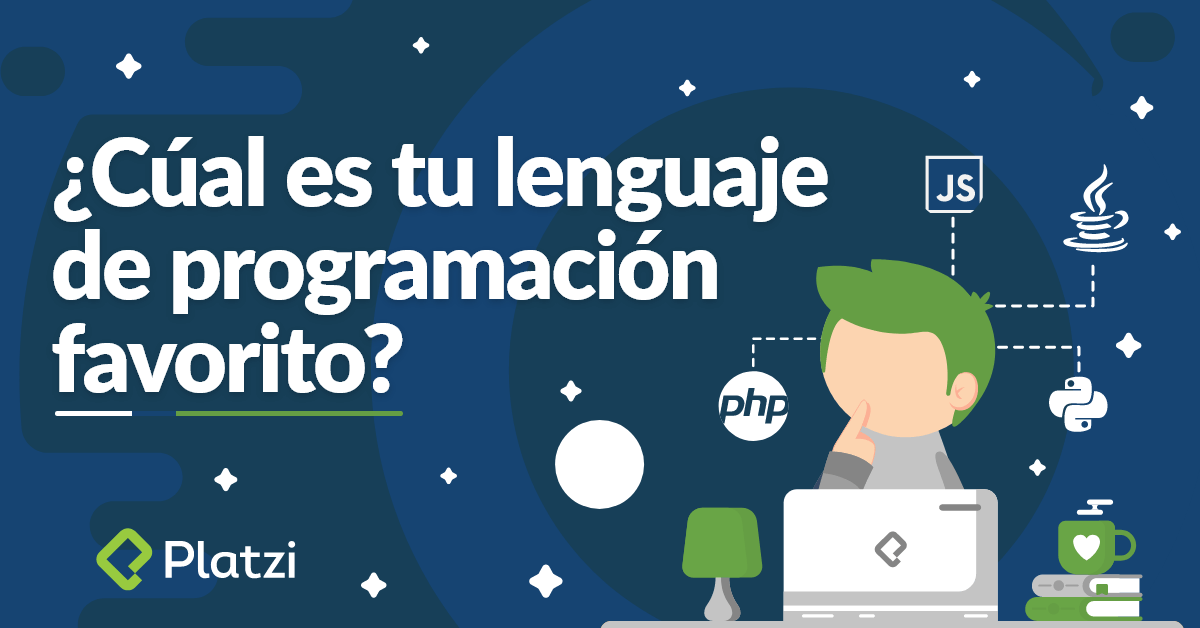 ¿Cúal es tu lenguaje
de programación
favorito?
JS
php
Platzi